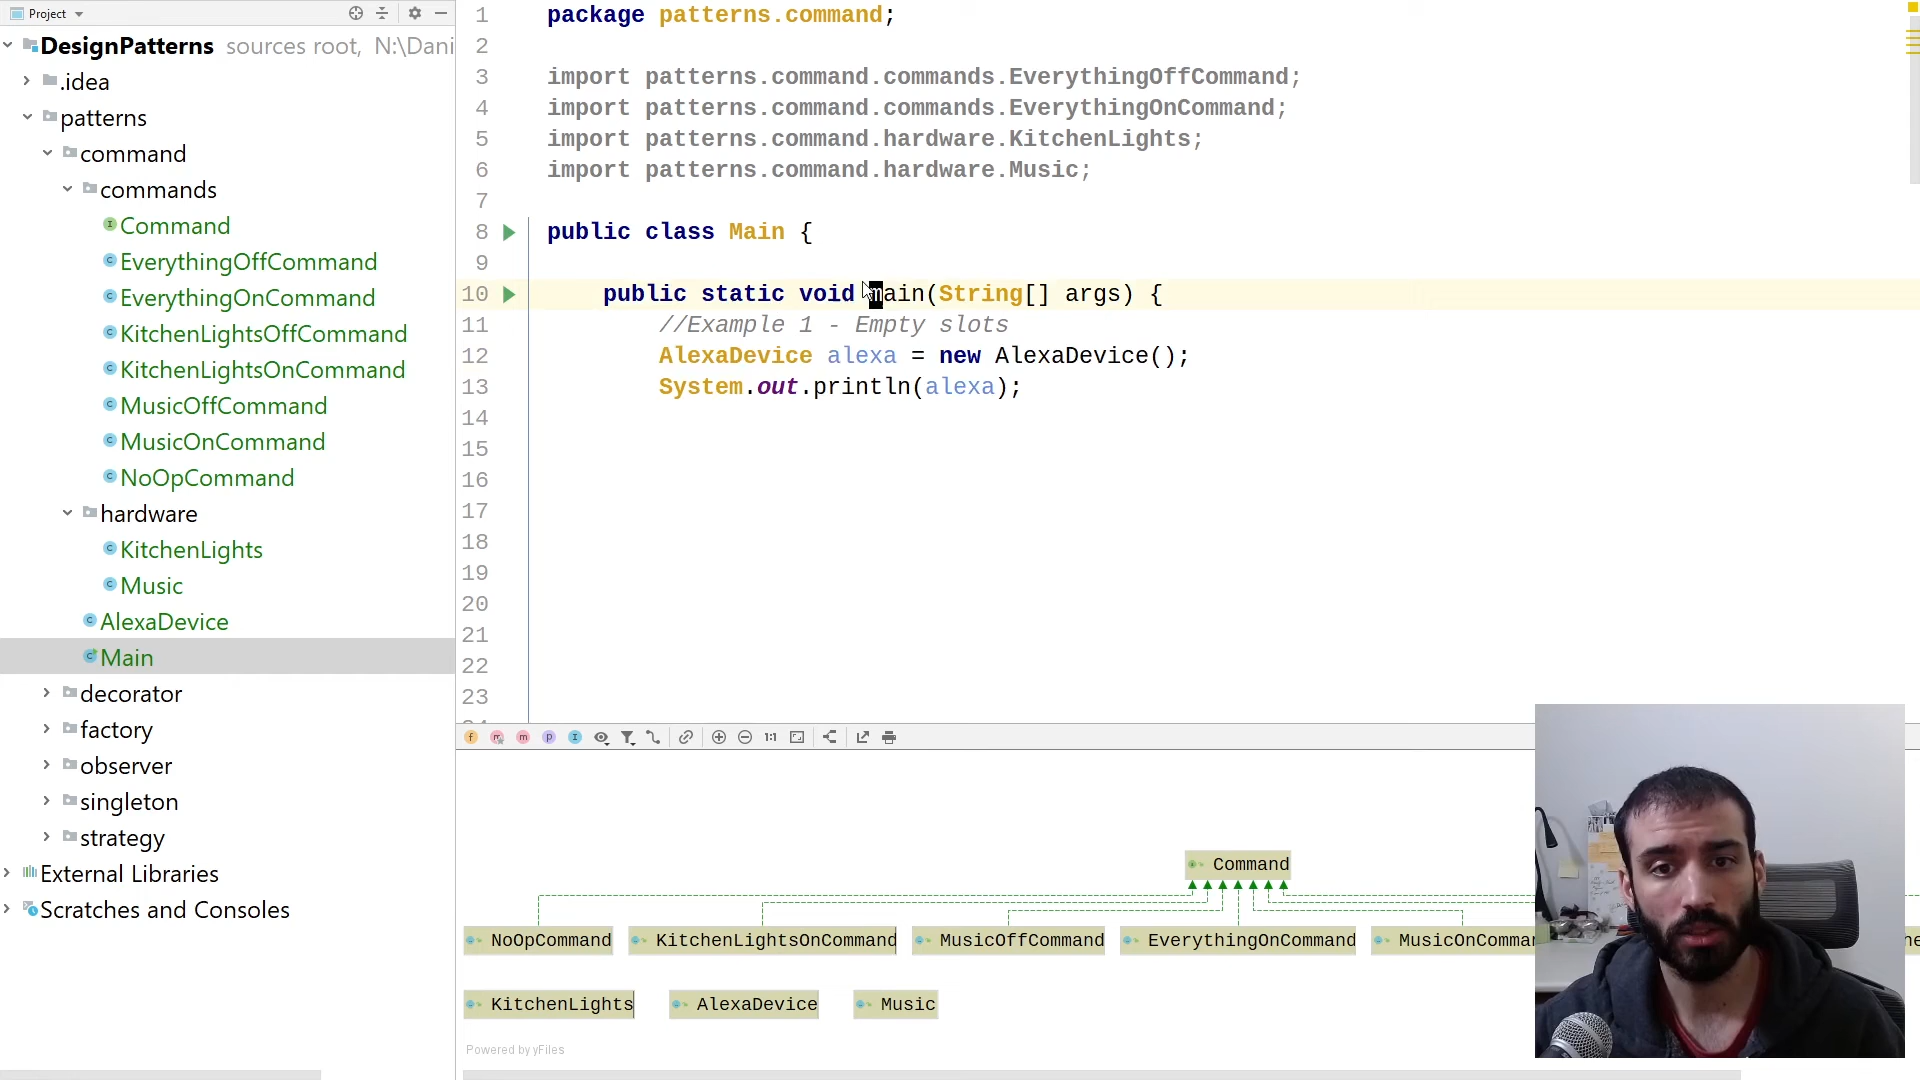 Project
DesignPatterns sources root, N:\Dani
.idea
patterns
command
commands
Command
EverythingOffCommand
EverythingOnCommand
KitchenLightsOffCommand
KitchenLightsOnCommand
MusicOffCommand
MusicOnCommand
NoOpCommand
hardware
KitchenLights
Music
AlexaDevice
Main
decorator
factory
observer
singleton
strategy
External Libraries
Scratches and Consoles
1 package patterns.command;
2
3 import patterns.command.commands.EverythingOffCommand;
4 import patterns.command.commands.EverythingOnCommand;
5 import patterns.command.hardware.KitchenLights;
6 import patterns.command.hardware.Music;
7
8 public class Main {
9
10 public static void main(String[] args) {
11 //Example 1 - Empty slots
12 AlexaDevice alexa = new AlexaDevice();
13 System.out.println(alexa);
14
15
16
17
18
19
20
21
22
23
1:1
Command
NoOpCommand KitchenLightsOnCommand MusicOffCommand EverythingOnCommand MusicOnComman
KitchenLights AlexaDevice Music
Powered by yFiles